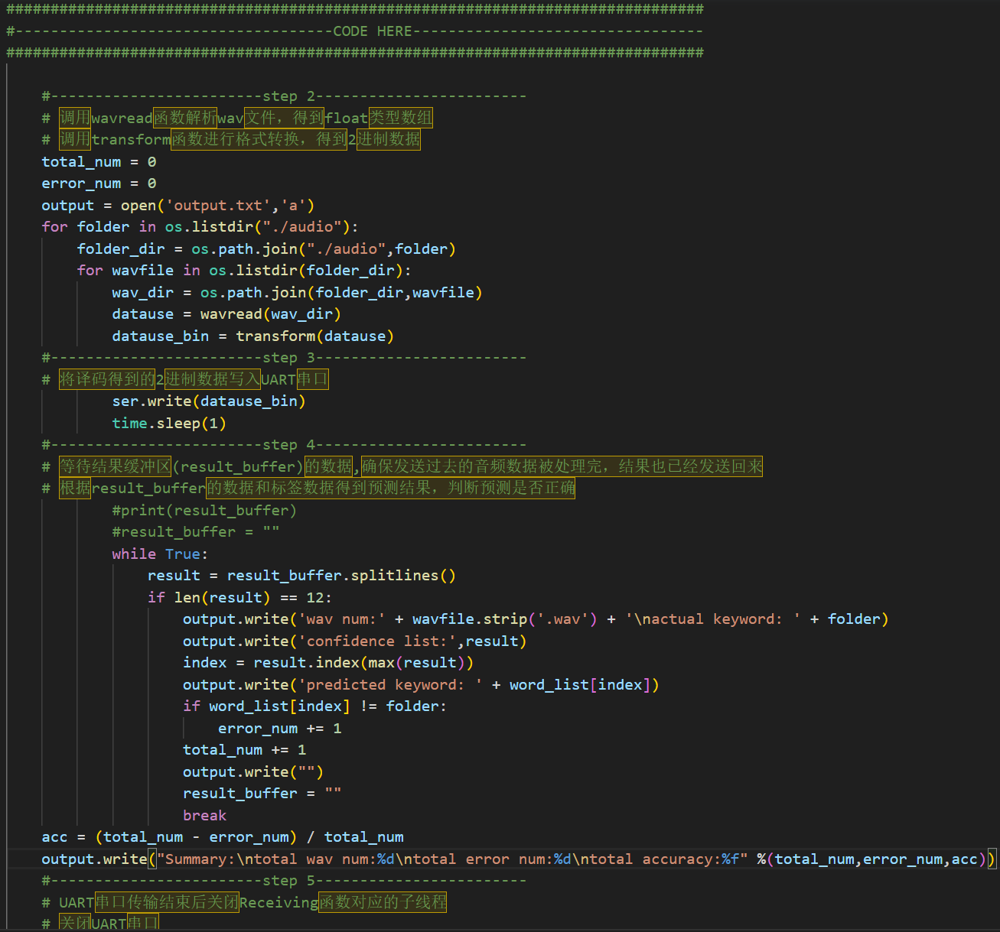 ################################################################################
#------------------------------------CODE HERE---------------------------------
################################################################################
#------------------------step 2------------------------
# 调用wavread函数解析wav文件，得到float类型数组
# 调用transform函数进行格式转换，得到2进制数据
total_num = 0
error_num = 0
output = open('output.txt','a')
for folder in os.listdir("./audio"):
folder_dir = os.path.join("./audio",folder)
for wavfile in os.listdir(folder_dir):
wav_dir = os.path.join(folder_dir,wavfile)
datause = wavread(wav_dir)
datause_bin = transform(datause)
#------------------------step 3------------------------
# 将译码得到的2进制数据写入UART串口
ser.write(datause_bin)
time.sleep(1)
#------------------------step 4------------------------
# 等待结果缓冲区(result_buffer)的数据,确保发送过去的音频数据被处理完，结果也已经发送回来
# 根据result_buffer的数据和标签数据得到预测结果，判断预测是否正确
#print(result_buffer)
#result_buffer = ""
while True:
result = result_buffer.splitlines()
if len(result) == 12:
output.write('wav num:' + wavfile.strip('.wav') + '\nactual keyword: ' + folder)
output.write('confidence list:',result)
index = result.index(max(result))
output.write('predicted keyword: ' + word_list[index])
if word_list[index] != folder:
error_num += 1
total_num += 1
output.write("")
result_buffer = ""
break
acc = (total_num - error_num) / total_num
output.write("Summary:\ntotal wav num:%d\ntotal error num:%d\ntotal accuracy:%f" %(total_num,error_num,acc))
#------------------------step 5------------------------
# UART串口传输结束后关闭Receiving函数对应的子线程
# 关闭UART串口